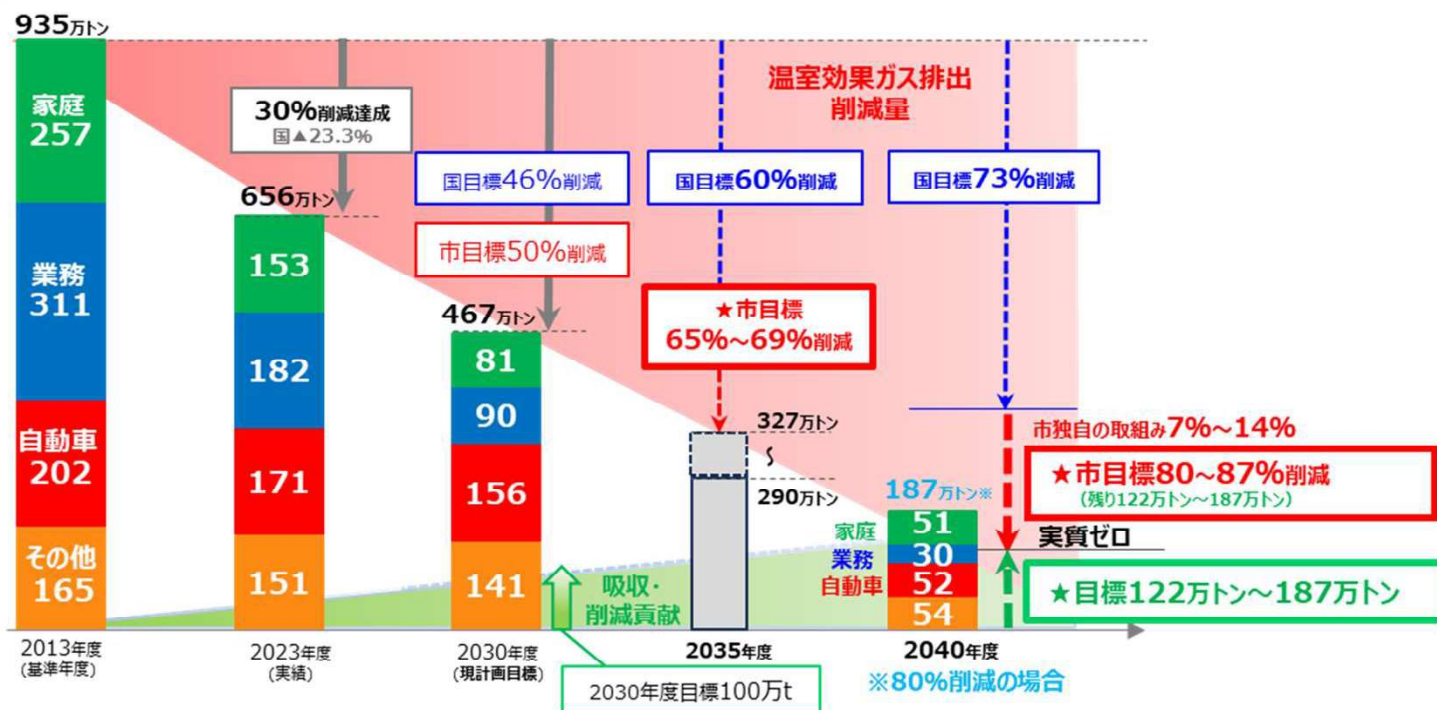 935万トン
家庭
257
業務
311
自動車
202
その他
165
2013年度
(基準年度)
30%削減達成
国▲23.3%
656万トン
153
182
171
151
2023年度
(実績)
国目標46%削減
市目標50%削減
467万トン
81
90
156
141
2030年度
(現計画目標)
吸収・
削減貢献
2030年度目標100万t
国目標60%削減
★市目標
65%～69%削減
327万トン
～
290万トン
2035年度
温室効果ガス排出
削減量
国目標73%削減
市独自の取組み7%～14%
★市目標80～87%削減
(残り122万トン～187万トン)
187万トン※
家庭
51
業務
30
自動車
52
54
実質ゼロ
★目標122万トン～187万トン
2040年度
※80%削減の場合